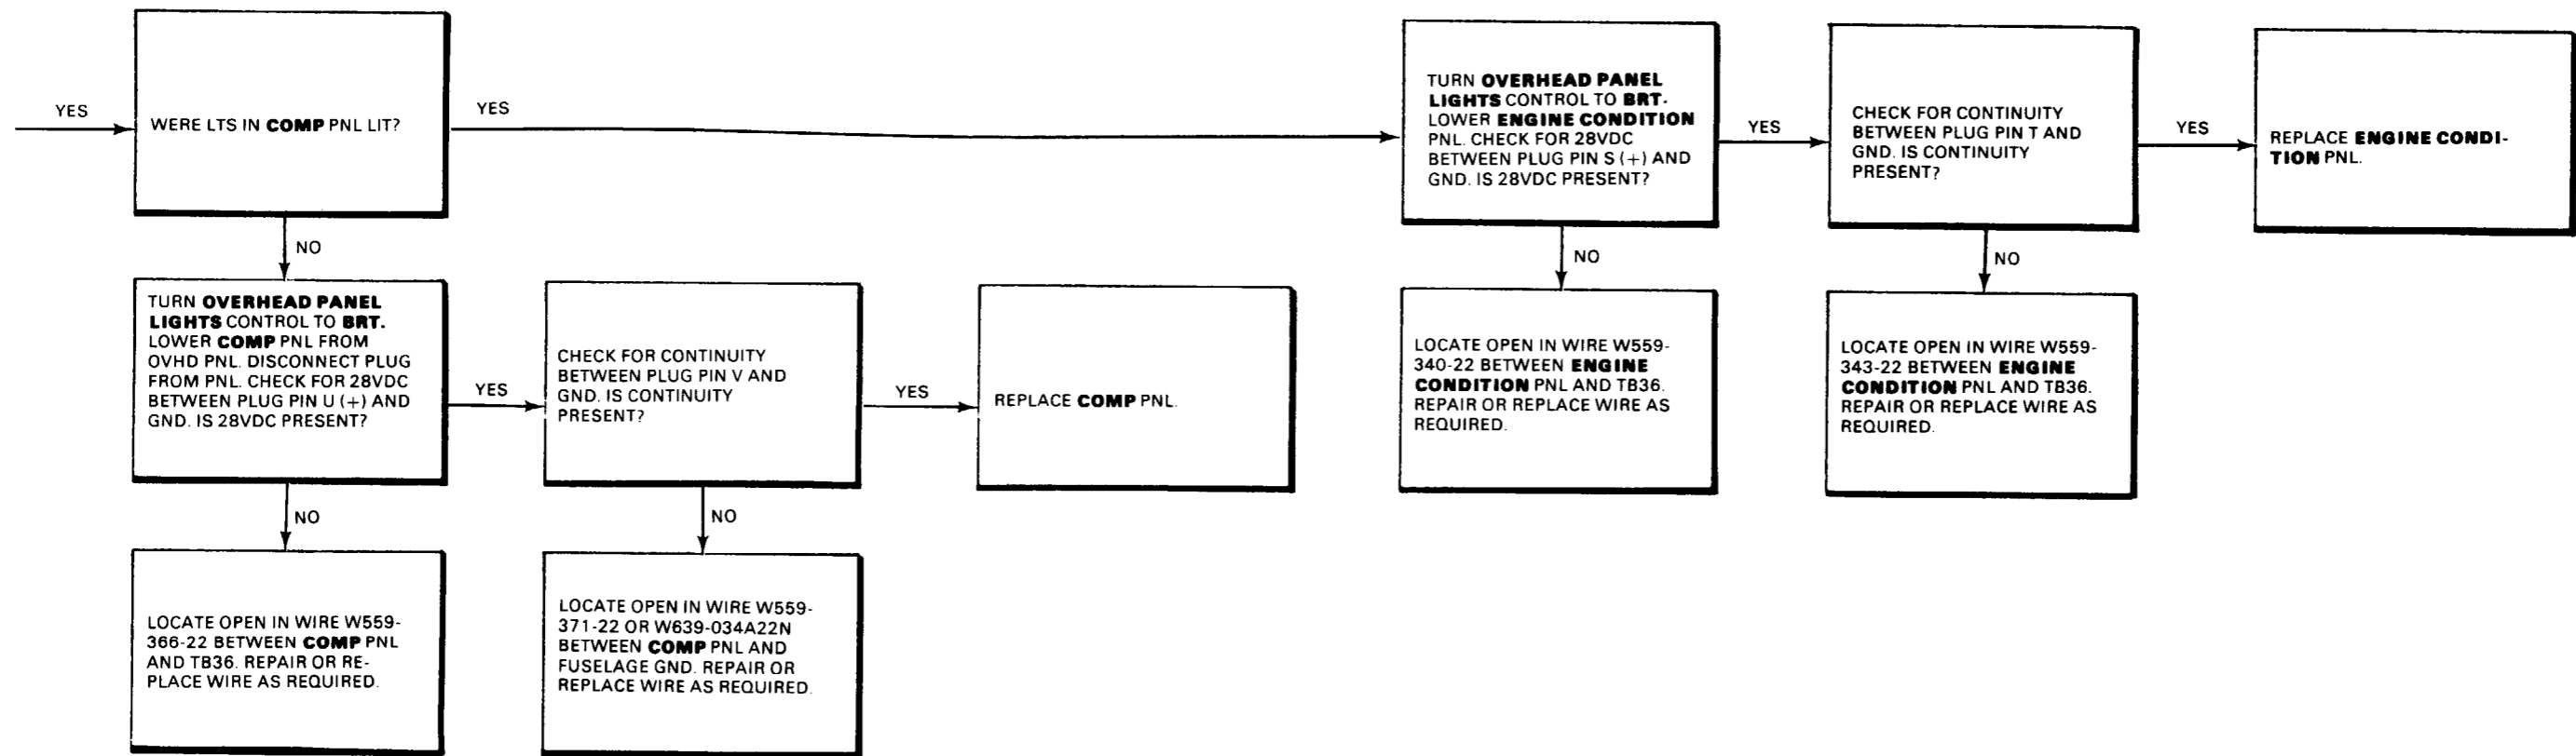 YES
WERE LTS IN COMP PNL LIT?
YES
TURN OVERHEAD PANEL
LIGHTS CONTROL TO BRT.
LOWER ENGINE CONDITION
PNL. CHECK FOR 28VDC
BETWEEN PLUG PIN S (+) AND
GND. IS 28VDC PRESENT?
YES
CHECK FOR CONTINUITY
BETWEEN PLUG PIN T AND
GND. IS CONTINUITY
PRESENT?
YES
REPLACE ENGINE CONDI-
TION PNL.
NO
NO
NO
TURN OVERHEAD PANEL
LIGHTS CONTROL TO BRT.
LOWER COMP PNL FROM
OVHD PNL. DISCONNECT PLUG
FROM PNL. CHECK FOR 28VDC
BETWEEN PLUG PIN U (+) AND
GND. IS 28VDC PRESENT?
YES
CHECK FOR CONTINUITY
BETWEEN PLUG PIN V AND
GND. IS CONTINUITY
PRESENT?
YES
REPLACE COMP PNL.
LOCATE OPEN IN WIRE W559-
340-22 BETWEEN ENGINE
CONDITION PNL AND TB36.
REPAIR OR REPLACE WIRE AS
REQUIRED.
LOCATE OPEN IN WIRE W559-
343-22 BETWEEN ENGINE
CONDITION PNL AND TB36.
REPAIR OR REPLACE WIRE AS
REQUIRED.
NO
NO
LOCATE OPEN IN WIRE W559-
366-22 BETWEEN COMP PNL
AND TB36. REPAIR OR RE-
PLACE WIRE AS REQUIRED.
LOCATE OPEN IN WIRE W559-
371-22 OR W639-034A22N
BETWEEN COMP PNL AND
FUSELAGE GND. REPAIR OR
REPLACE WIRE AS REQUIRED.